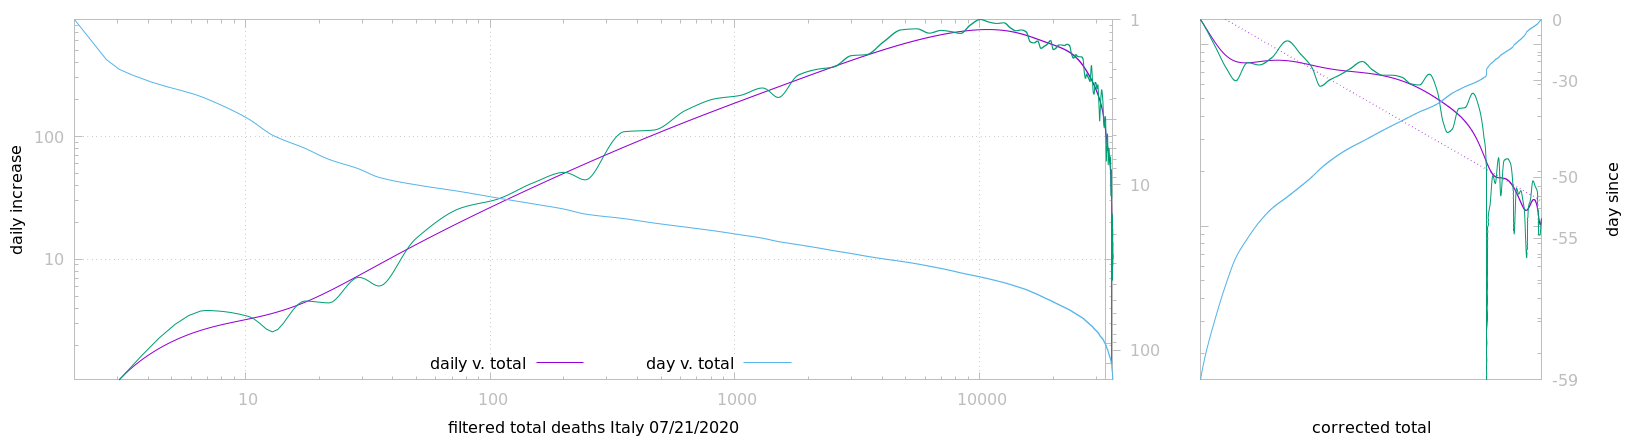 daily increase
100
10
daily v. total
day v. total
10
100
1000
10000
filtered total deaths Italy 07/21/2020
1
10
100
0
-30
-50
-55
-59
day since
corrected total